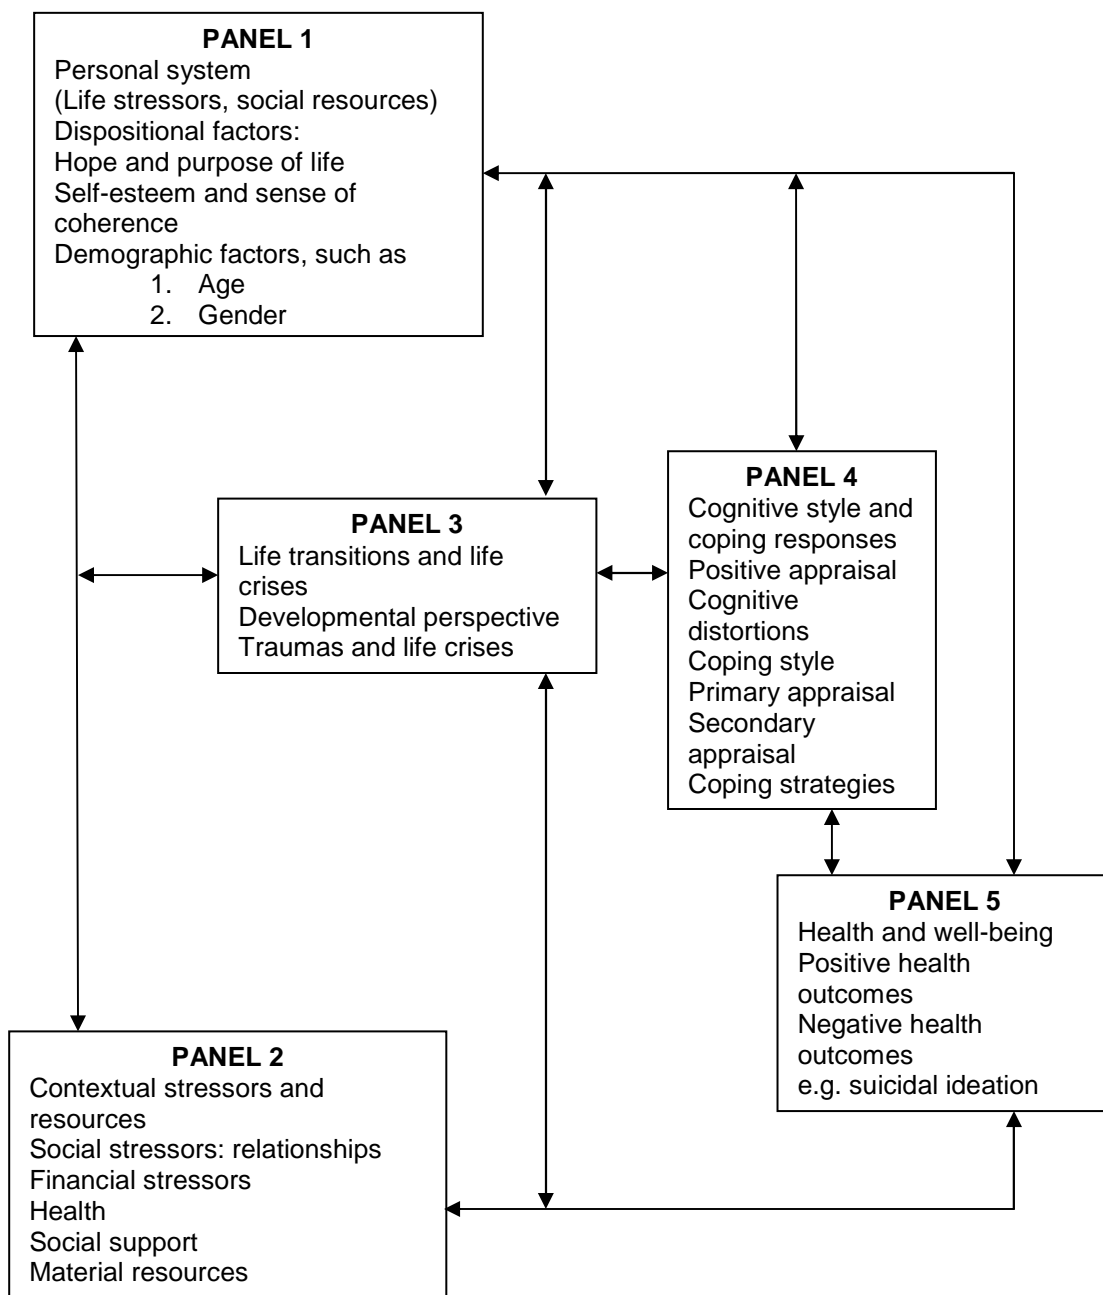 PANEL 1
Personal system
(Life stressors, social resources)
Dispositional factors:
Hope and purpose of life
Self-esteem and sense of
coherence
Demographic factors, such as
1. Age
2. Gender
PANEL 3
Life transitions and life
crises
Developmental perspective
Traumas and life crises
PANEL 4
Cognitive style and
coping responses
Positive appraisal
Cognitive
distortions
Coping style
Primary appraisal
Secondary
appraisal
Coping strategies
PANEL 5
Health and well-being
Positive health
outcomes
Negative health
outcomes
e.g. suicidal ideation
PANEL 2
Contextual stressors and
resources
Social stressors: relationships
Financial stressors
Health
Social support
Material resources